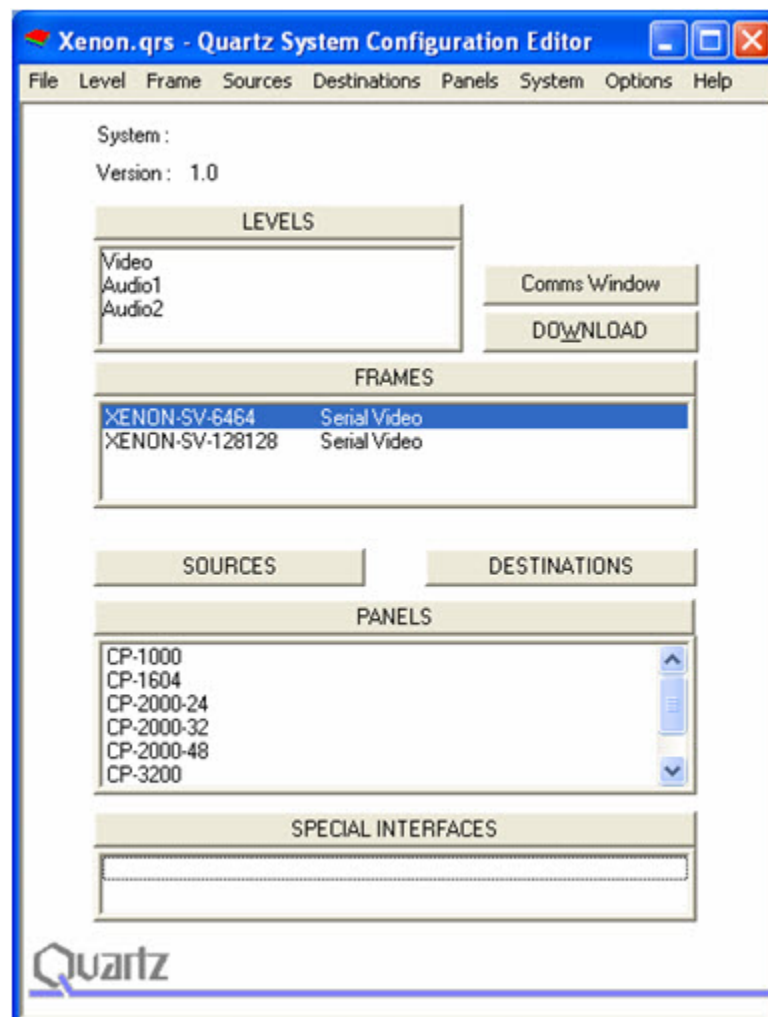 Xenon.qrs - Quartz System Configuration Editor
File Level Frame Sources Destinations Panels System Options Help
System :
Version : 1.0
LEVELS
Video
Audio1
Audio2
Comms Window
DOWNLOAD
FRAMES
XENON-SV-6464 Serial Video
XENON-SV-128128 Serial Video
SOURCES DESTINATIONS
PANELS
CP-1000
CP-1604
CP-2000-24
CP-2000-32
CP-2000-48
CP-3200
SPECIAL INTERFACES
Quartz